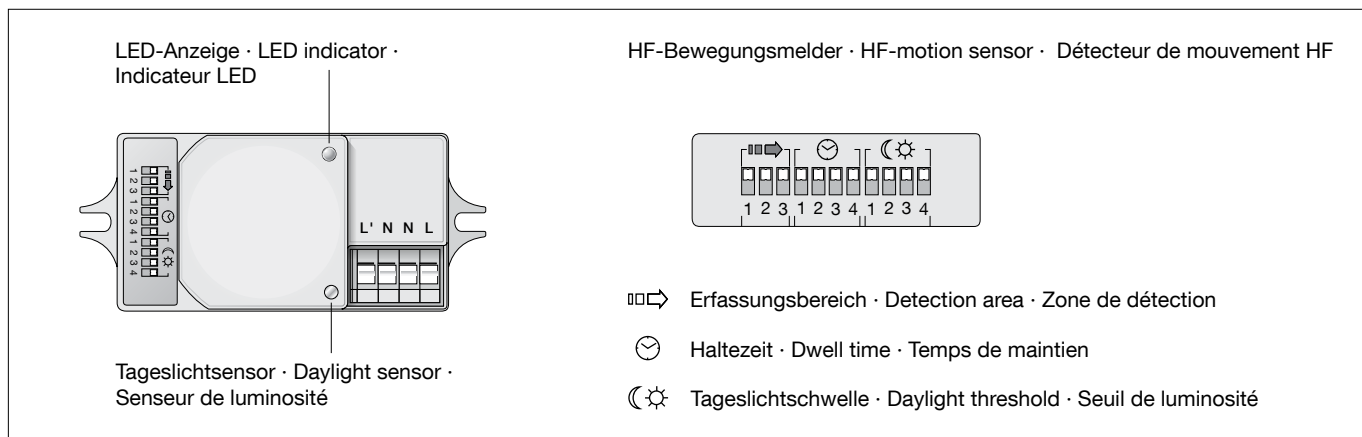 LED-Anzeige · LED indicator ·
Indicateur LED
HF-Bewegungsmelder · HF-motion sensor · Détecteur de mouvement HF
1 2 3 1 2 3 4 1 2 3 4
L' N N L
1 2 3 1 2 3 4 1 2 3 4
Erfassungsbereich · Detection area · Zone de détection
Haltezeit · Dwell time · Temps de maintien
Tageslichtschwelle · Daylight threshold · Seuil de luminosité
Tageslichtsensor · Daylight sensor ·
Senseur de luminosité